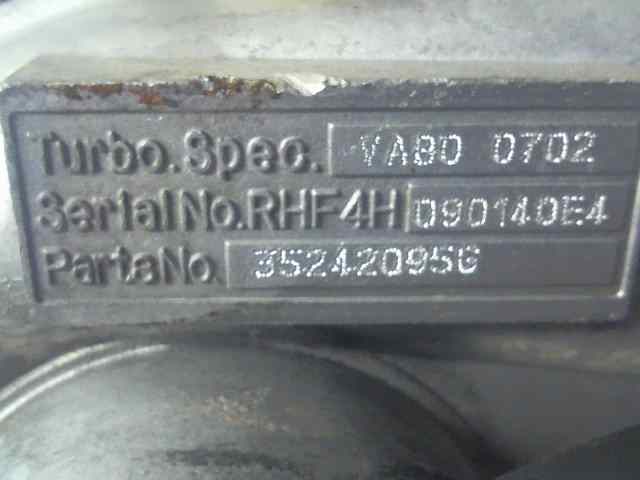 Turbo.Spec. VA80 0702
Serial No.RHF4H 090140E4
Parts No. 35242095G